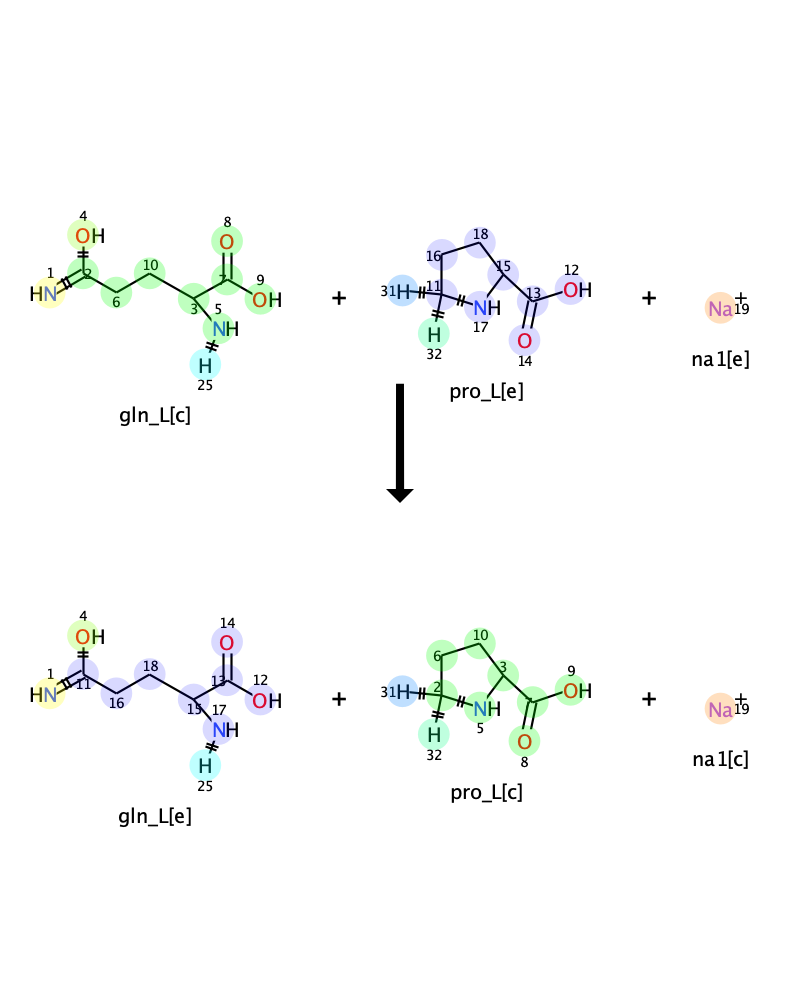 4 8
OH O
1 2 10 7 9
HN 6 3 OH
5
NH
H
25
gln_L[c]
+
18
16 15 12
31 H 11 13 OH
NH
17
H O
32 14
pro_L[e]
+
Na + 19
na1[e]
4 14
OH O
1 11 18 13 12
HN 16 15 OH
17
NH
H
25
gln_L[e]
+
10
6 3 9
31 H 2 OH
NH
5
H O
32 8
pro_L[c]
+
Na + 19
na1[c]